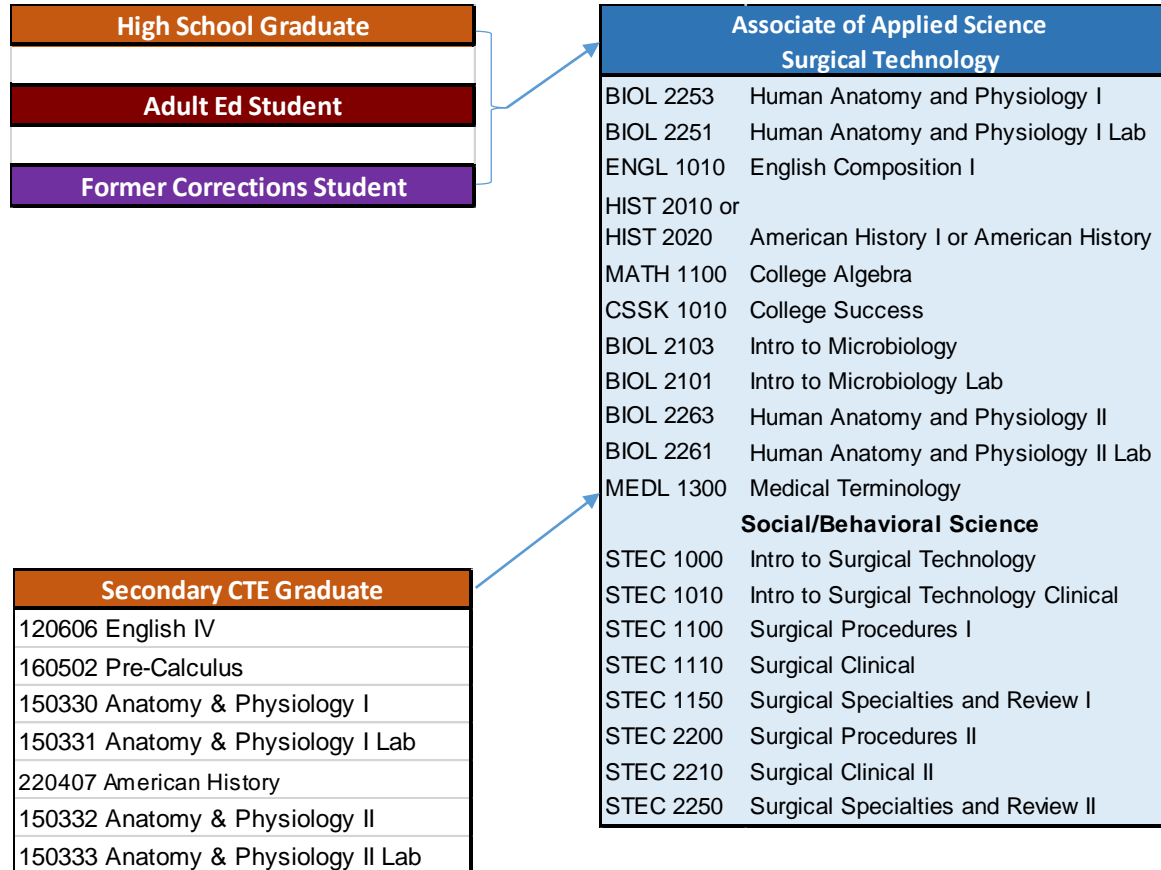 High School Graduate
Adult Ed Student
Former Corrections Student
Associate of Applied Science
Surgical Technology
BIOL 2253 Human Anatomy and Physiology I
BIOL 2251 Human Anatomy and Physiology I Lab
ENGL 1010 English Composition I
HIST 2010 or
HIST 2020 American History I or American History
MATH 1100 College Algebra
CSSK 1010 College Success
BIOL 2103 Intro to Microbiology
BIOL 2101 Intro to Microbiology Lab
BIOL 2263 Human Anatomy and Physiology II
BIOL 2261 Human Anatomy and Physiology II Lab
MEDL 1300 Medical Terminology
Social/Behavioral Science
STEC 1000 Intro to Surgical Technology
STEC 1010 Intro to Surgical Technology Clinical
STEC 1100 Surgical Procedures I
STEC 1110 Surgical Clinical
STEC 1150 Surgical Specialties and Review I
STEC 2200 Surgical Procedures II
STEC 2210 Surgical Clinical II
STEC 2250 Surgical Specialties and Review II
Secondary CTE Graduate
120606 English IV
160502 Pre-Calculus
150330 Anatomy & Physiology I
150331 Anatomy & Physiology I Lab
220407 American History
150332 Anatomy & Physiology II
150333 Anatomy & Physiology II Lab